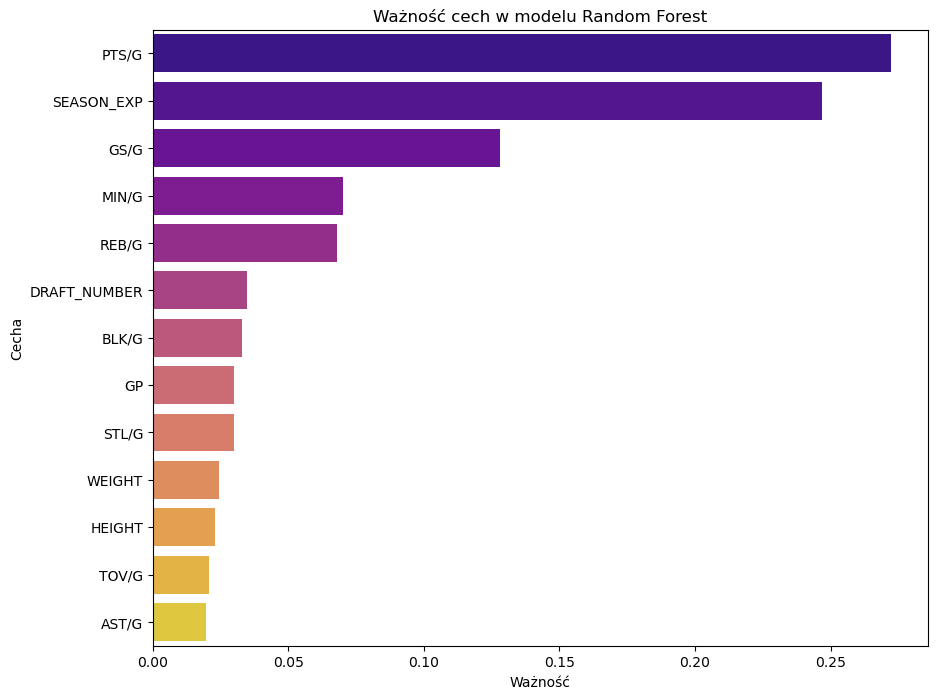 Ważność cech w modelu Random Forest
Cecha
PTS/G
SEASON_EXP
GS/G
MIN/G
REB/G
DRAFT_NUMBER
BLK/G
GP
STL/G
WEIGHT
HEIGHT
TOV/G
AST/G
0.00 0.05 0.10 0.15 0.20 0.25
Ważność